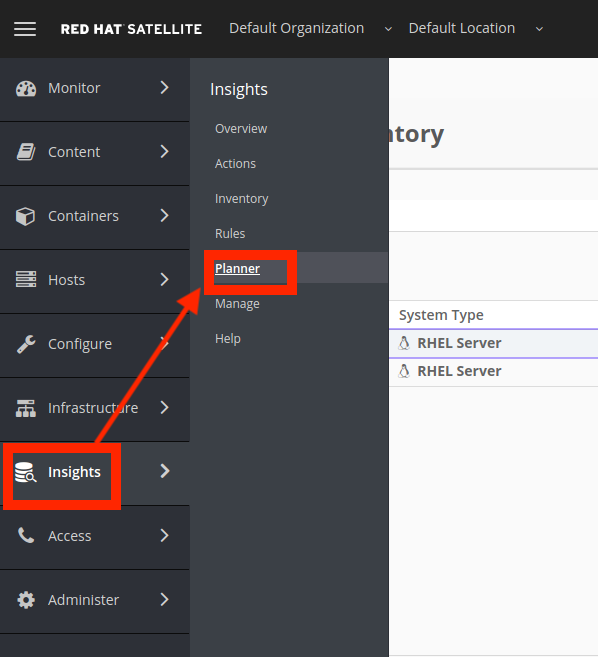 RED HAT SATELLITE Default Organization Default Location
Monitor
Content
Containers
Hosts
Configure
Infrastructure
Insights
Access
Administer
Insights
Overview
Actions
Inventory
Rules
Planner
Manage
Help
ntory
System Type
RHEL Server
RHEL Server